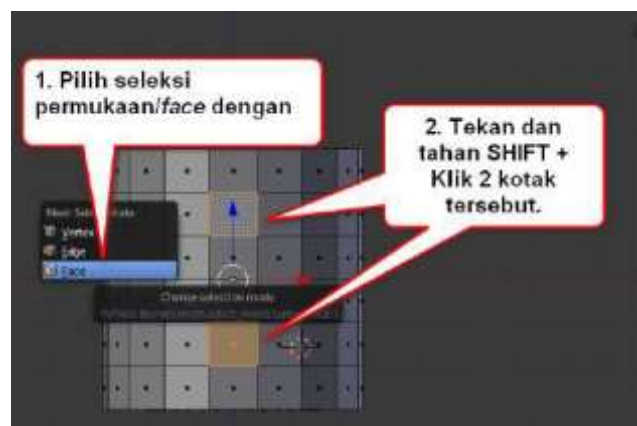 1. Pilih seleksi
permukaan/face dengan
2. Tekan dan
tahan SHIFT +
Klik 2 kotak
tersebut.
Vertex
Edge
Face
Change selection mode